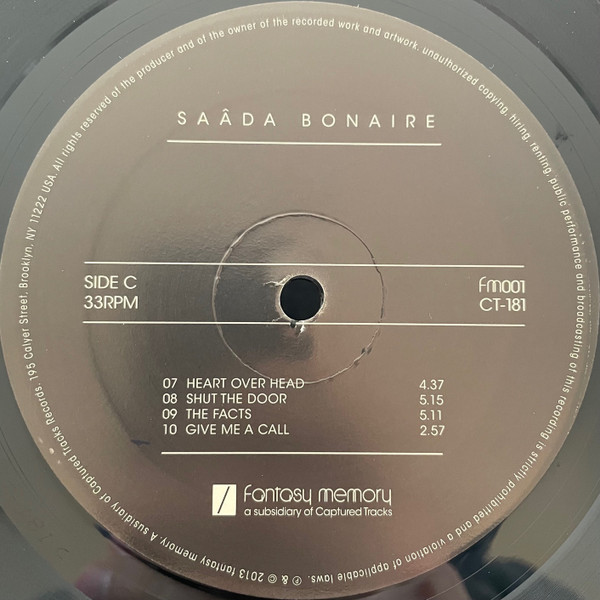 SAÂDA BONAIRE
SIDE C
33RPM
fm001
CT-181
07 HEART OVER HEAD 4.37
08 SHUT THE DOOR 5.15
09 THE FACTS 5.11
10 GIVE ME A CALL 2.57
fantasy memory
a subsidiary of Captured Tracks
℗ & © 2013 fantasy memory. A susidiary of Captured Tracks Records. 195 Calyer Street, Brooklyn, NY 11222 USA. All rights reserved of the producer and of the owner of the recorded work and artwork. unauthorized copying, hiring, renting, public performance and broadcasting of this recording is strictly prohibited and a violation of applicable laws.